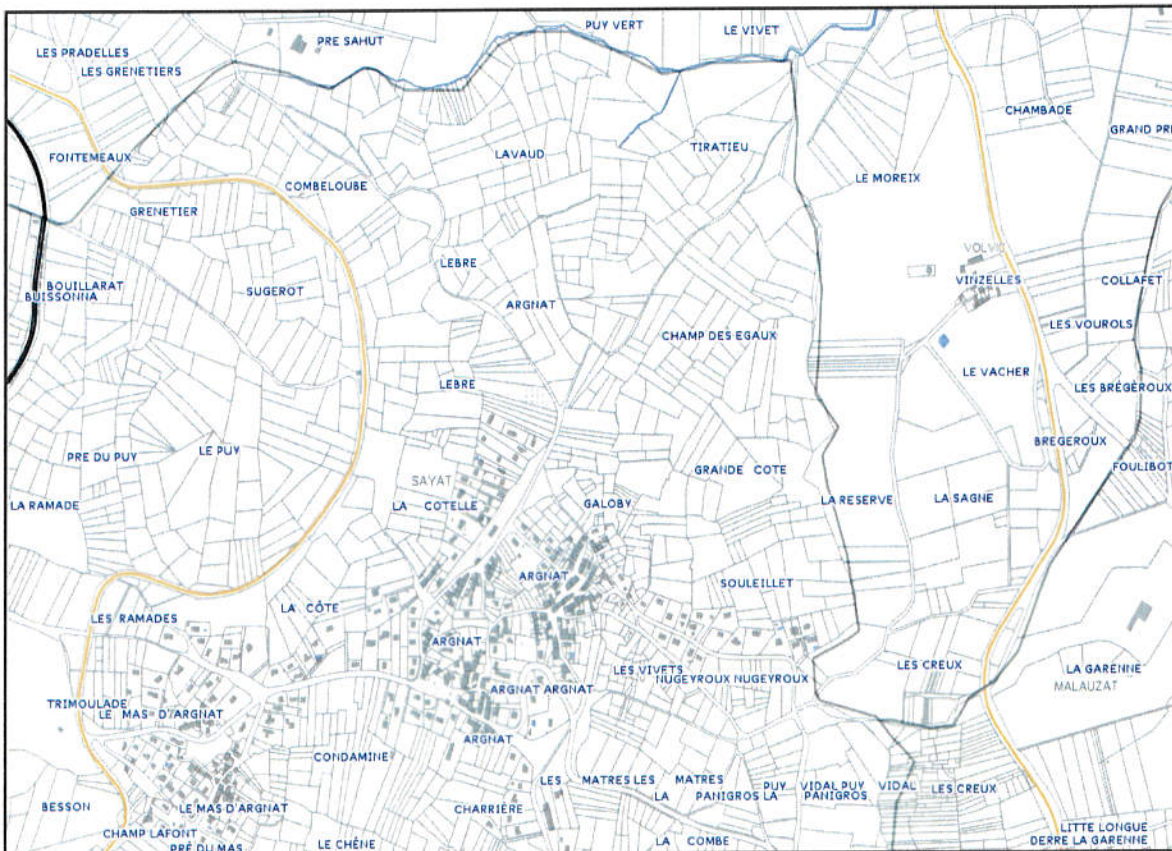 PUY VERT
LE VIVET
PRE SAHUT
LES PRADELLES
LES GRENETIERS
CHAMBADE
GRAND PR
FONTEMEAUX
LAVAUD
TIRATIEU
COMBELOUBE
LE MOREIX
GRENETIER
VOLVIC
LEBRE
BOUILLARAT
BUISSONNA
SUGEROT
VINZELLES
COLLAFET
ARGNAT
LES VOUROLS
CHAMP DES EGAUX
LE VACHER
LEBRE
LES BRÉGÈROUX
BREGEROUX
PRE DU PUY
LE PUY
GRANDE COTE
FOULIBOT
SAYAT
LA RAMADE
LA COTELLE
GALOBY
LA RESERVE
LA SAGNE
ARGNAT
SOULEILLET
LES RAMADES
LA CÔTE
ARGNAT
LES VIVETS
NUGEYROUX NUGEYROUX
LES CREUX
LA GARENNE
MALAUZAT
ARGNAT ARGNAT
TRIMOULADE
LE MAS D'ARGNAT
ARGNAT
CONDAMINE
LES MATRES LES MATRES
PUY VIDAL PUY VIDAL
LES CREUX
LA PANIGROS LA PANIGROS
BESSON
LE MAS D'ARGNAT
CHARRIÈRE
CHAMP LAFONT
PRÉ DU MAS
LE CHÊNE
LA COMBE
LITTE LONGUE
DERRE LA GARENNE